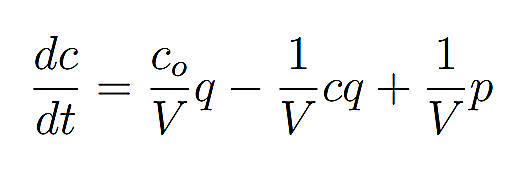 dc/dt = c_o/V q − 1/V cq + 1/V p